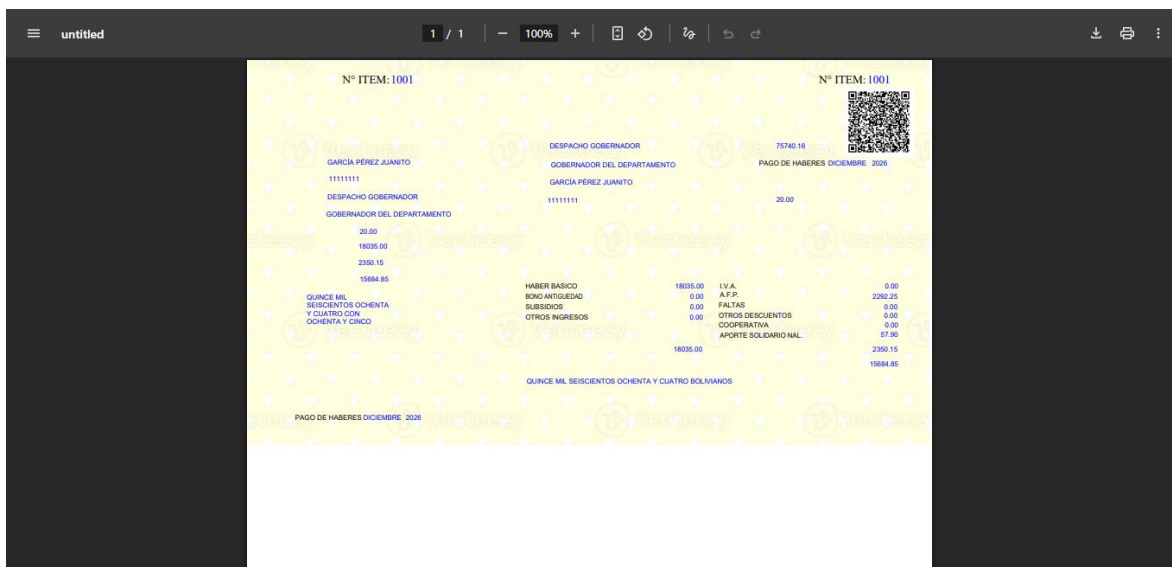 untitled
1 / 1
100%
N° ITEM: 1001
N° ITEM: 1001
DESPACHO GOBERNADOR
75740.16
GARCÍA PÉREZ JUANITO
GOBERNADOR DEL DEPARTAMENTO
PAGO DE HABERES DICIEMBRE 2026
11111111
GARCÍA PÉREZ JUANITO
DESPACHO GOBERNADOR
11111111
20.00
GOBERNADOR DEL DEPARTAMENTO
20.00
18035.00
2350.15
15684.85
QUINCE MIL
SEISCIENTOS OCHENTA
Y CUATRO CON
OCHENTA Y CINCO
HABER BASICO 18035.00 I.V.A. 0.00
BONO ANTIGUEDAD 0.00 A.F.P. 2292.25
SUBSIDIOS 0.00 FALTAS 0.00
OTROS INGRESOS 0.00 OTROS DESCUENTOS 0.00
COOPERATIVA 0.00
APORTE SOLIDARIO NAL. 57.90
18035.00 2350.15
15684.85
QUINCE MIL SEISCIENTOS OCHENTA Y CUATRO BOLIVIANOS
PAGO DE HABERES DICIEMBRE 2026
Vecteezy